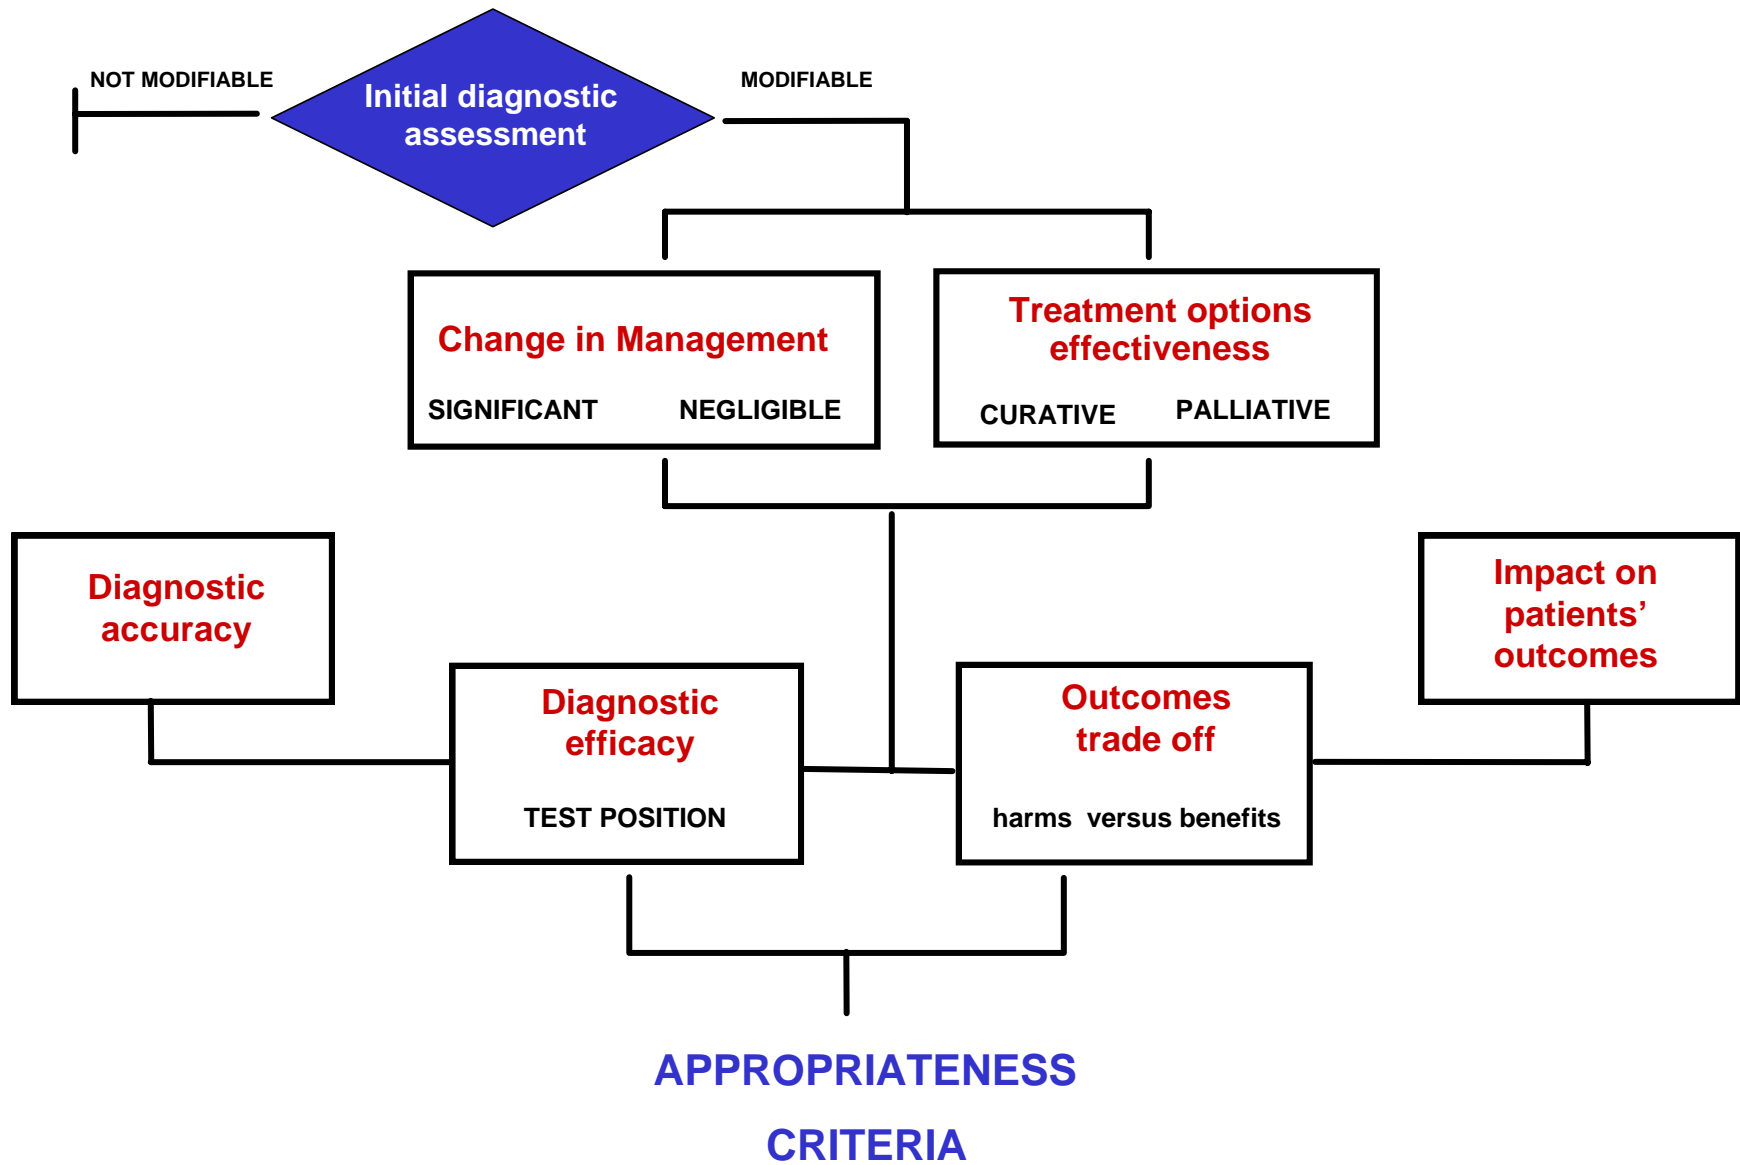 NOT MODIFIABLE
MODIFIABLE
Initial diagnostic
assessment
Change in Management
SIGNIFICANT NEGLIGIBLE
Treatment options
effectiveness
CURATIVE PALLIATIVE
Diagnostic
accuracy
Diagnostic
efficacy
TEST POSITION
Outcomes
trade off
harms versus benefits
Impact on
patients’
outcomes
APPROPRIATENESS
CRITERIA